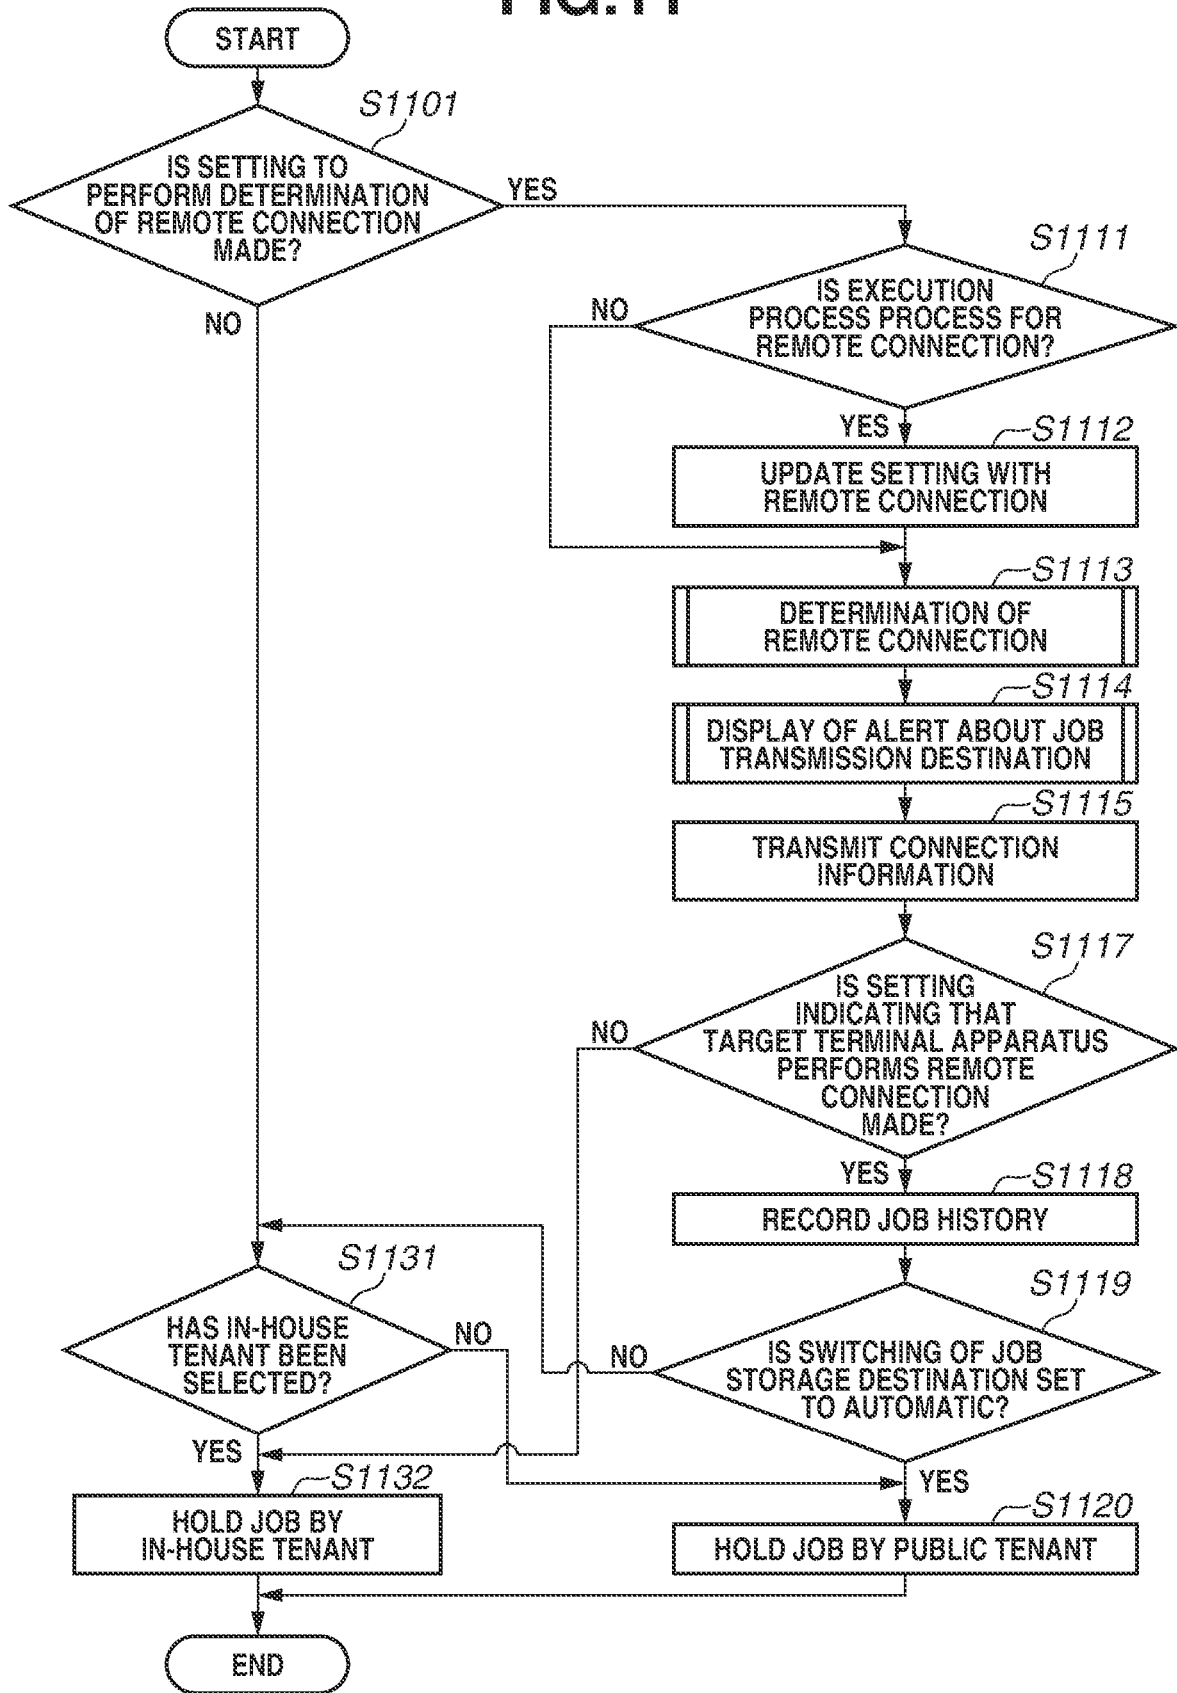 FIG.11
START
S1101
IS SETTING TO
PERFORM DETERMINATION
OF REMOTE CONNECTION
MADE?
YES
NO
S1111
IS EXECUTION
PROCESS PROCESS FOR
REMOTE CONNECTION?
NO
YES
S1112
UPDATE SETTING WITH
REMOTE CONNECTION
S1113
DETERMINATION OF
REMOTE CONNECTION
S1114
DISPLAY OF ALERT ABOUT JOB
TRANSMISSION DESTINATION
S1115
TRANSMIT CONNECTION
INFORMATION
S1117
IS SETTING
INDICATING THAT
TARGET TERMINAL APPARATUS
PERFORMS REMOTE
CONNECTION
MADE?
NO
YES
S1118
RECORD JOB HISTORY
S1119
IS SWITCHING OF JOB
STORAGE DESTINATION SET
TO AUTOMATIC?
NO
YES
S1120
HOLD JOB BY PUBLIC TENANT
S1131
HAS IN-HOUSE
TENANT BEEN
SELECTED?
NO
YES
S1132
HOLD JOB BY
IN-HOUSE TENANT
END